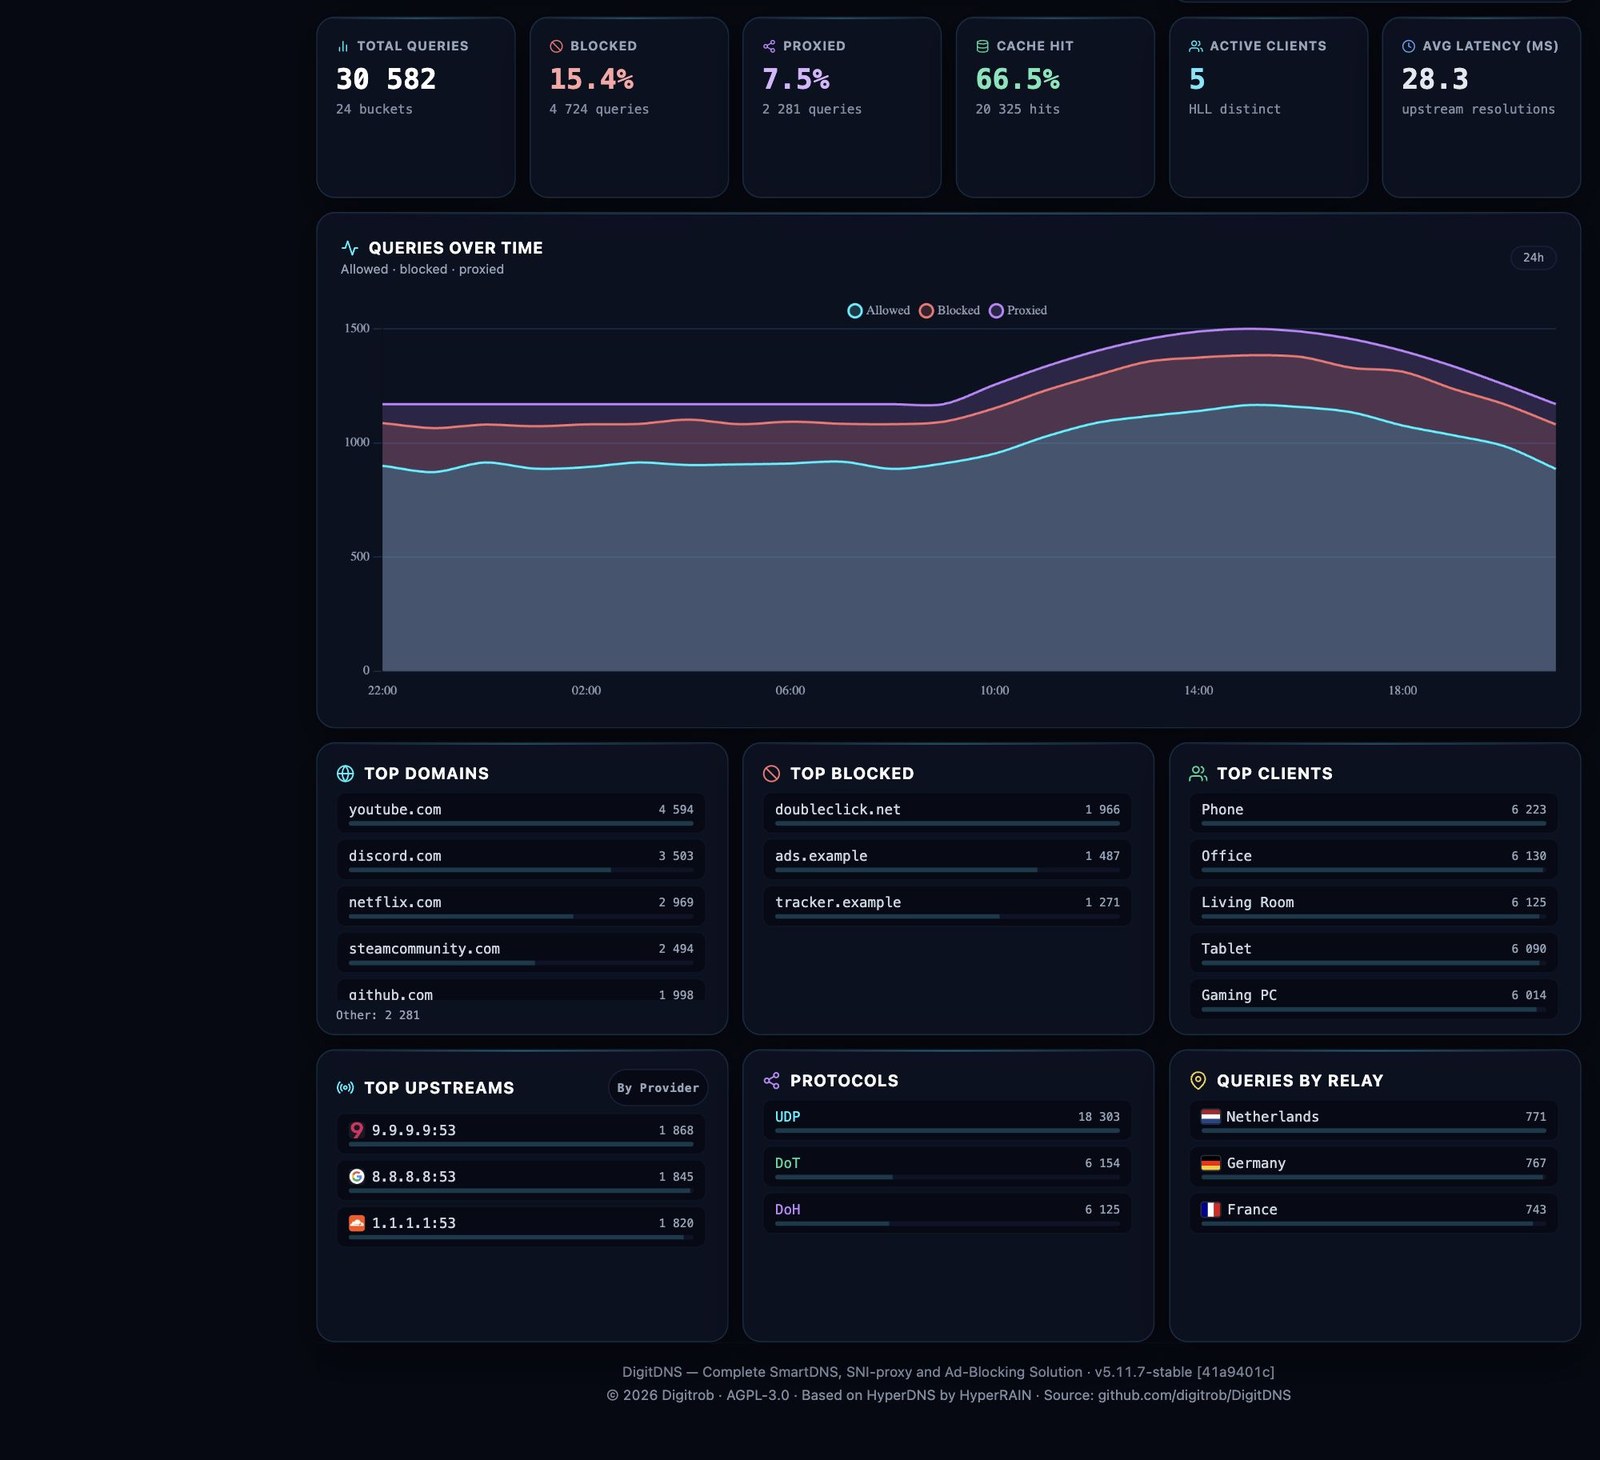 TOTAL QUERIES
30 582
24 buckets
BLOCKED
15.4%
4 724 queries
PROXIED
7.5%
2 281 queries
CACHE HIT
66.5%
20 325 hits
ACTIVE CLIENTS
5
HLL distinct
AVG LATENCY (MS)
28.3
upstream resolutions
QUERIES OVER TIME
Allowed · blocked · proxied
24h
Allowed Blocked Proxied
1500
1000
500
0
22:00 02:00 06:00 10:00 14:00 18:00
TOP DOMAINS
youtube.com 4 594
discord.com 3 503
netflix.com 2 969
steamcommunity.com 2 494
github.com 1 998
Other: 2 281
TOP BLOCKED
doubleclick.net 1 966
ads.example 1 487
tracker.example 1 271
TOP CLIENTS
Phone 6 223
Office 6 130
Living Room 6 125
Tablet 6 090
Gaming PC 6 014
TOP UPSTREAMS By Provider
9.9.9.9:53 1 868
8.8.8.8:53 1 845
1.1.1.1:53 1 820
PROTOCOLS
UDP 18 303
DoT 6 154
DoH 6 125
QUERIES BY RELAY
Netherlands 771
Germany 767
France 743
DigitDNS — Complete SmartDNS, SNI-proxy and Ad-Blocking Solution · v5.11.7-stable [41a9401c]
© 2026 Digitrob · AGPL-3.0 · Based on HyperDNS by HyperRAIN · Source: github.com/digitrob/DigitDNS